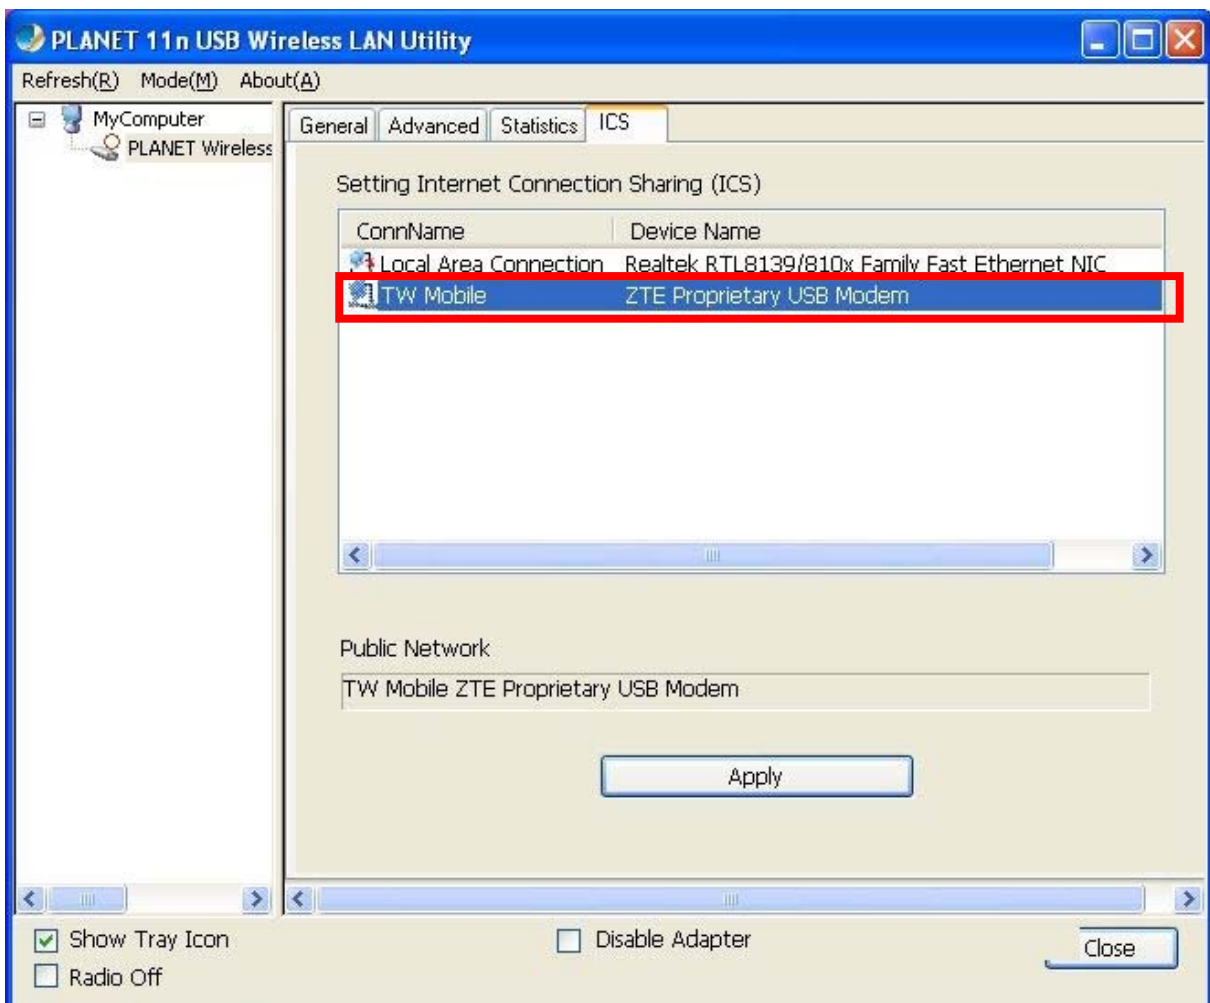 PLANET 11n USB Wireless LAN Utility
Refresh(R) Mode(M) About(A)
MyComputer
PLANET Wireless
General Advanced Statistics ICS
Setting Internet Connection Sharing (ICS)
ConnName Device Name
Local Area Connection Realtek RTL8139/810x Family Fast Ethernet NIC
TW Mobile ZTE Proprietary USB Modem
Public Network
TW Mobile ZTE Proprietary USB Modem
Apply
Show Tray Icon Disable Adapter Close
Radio Off